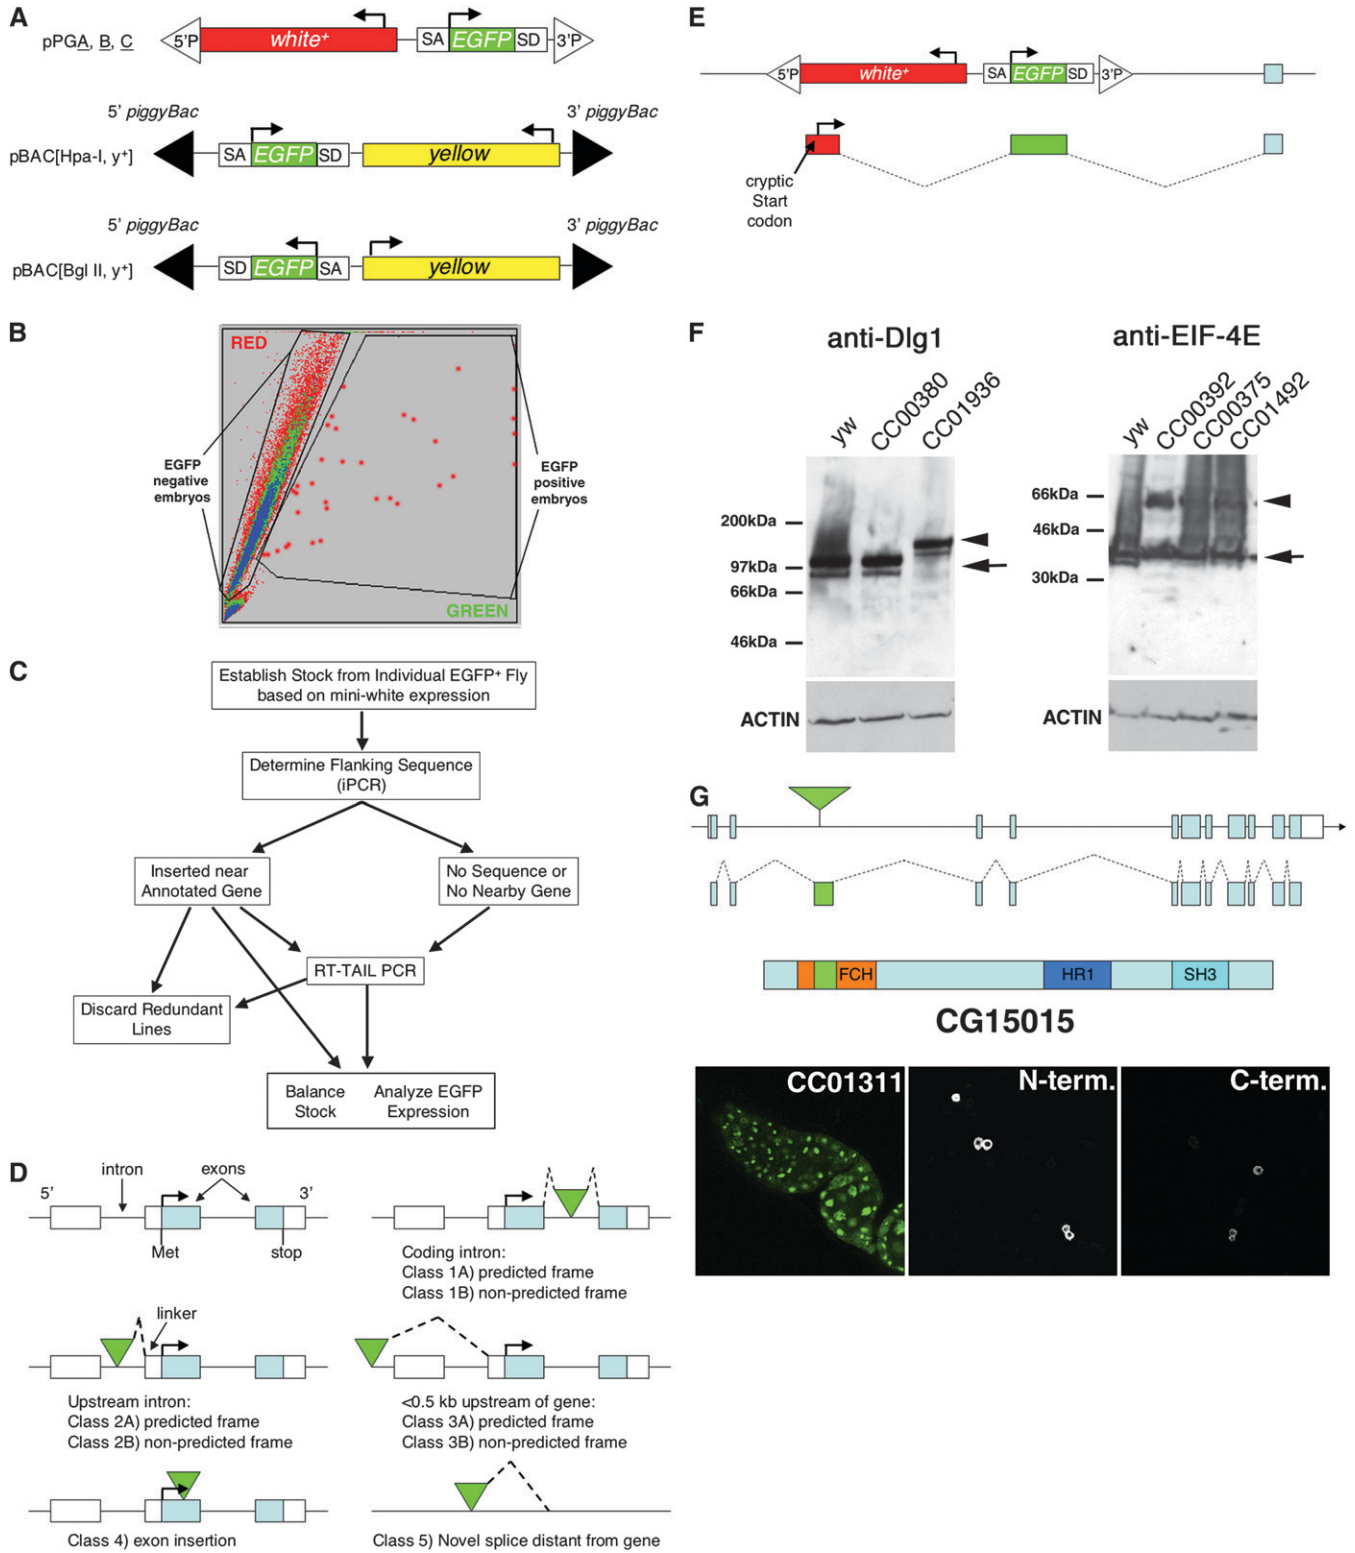 A
pPGA, B, C
5'P
white⁺
SA
EGFP
SD
3'P
5' piggyBac
3' piggyBac
pBAC[Hpa-I, y⁺]
SA
EGFP
SD
yellow
5' piggyBac
3' piggyBac
pBAC[Bgl II, y⁺]
SD
EGFP
SA
yellow
B
RED
EGFP
negative
embryos
EGFP
positive
embryos
GREEN
C
Establish Stock from Individual EGFP⁺ Fly
based on mini-white expression
Determine Flanking Sequence
(iPCR)
Inserted near
Annotated Gene
No Sequence or
No Nearby Gene
RT-TAIL PCR
Discard Redundant
Lines
Balance
Stock
Analyze EGFP
Expression
D
5'
intron
exons
3'
Met
stop
Coding intron:
Class 1A) predicted frame
Class 1B) non-predicted frame
linker
Upstream intron:
Class 2A) predicted frame
Class 2B) non-predicted frame
<0.5 kb upstream of gene:
Class 3A) predicted frame
Class 3B) non-predicted frame
Class 4) exon insertion
Class 5) Novel splice distant from gene
E
5'P
white⁺
SA
EGFP
SD
3'P
cryptic
Start
codon
F
anti-Dlg1
yw
CC00380
CC01936
200kDa
97kDa
66kDa
46kDa
ACTIN
anti-EIF-4E
yw
CC00392
CC00375
CC01492
66kDa
46kDa
30kDa
ACTIN
G
FCH
HR1
SH3
CG15015
CC01311
N-term.
C-term.